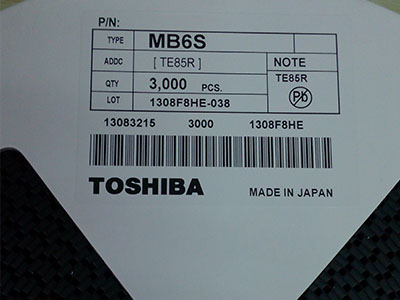 P/N:
TYPE MB6S
ADDC [ TE85R ] NOTE
QTY 3,000 PCS. TE85R
LOT 1308F8HE-038 Pb
13083215 3000 1308F8HE
TOSHIBA MADE IN JAPAN